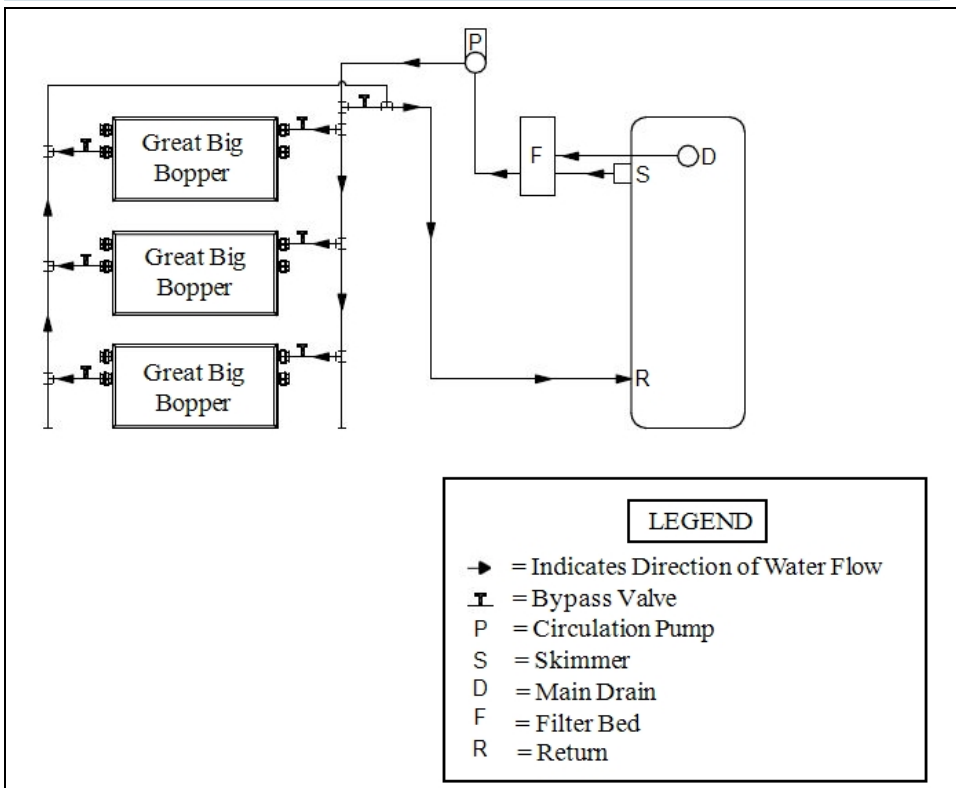 P
Great Big
Bopper
F
D
S
Great Big
Bopper
Great Big
Bopper
R
LEGEND
= Indicates Direction of Water Flow
= Bypass Valve
P = Circulation Pump
S = Skimmer
D = Main Drain
F = Filter Bed
R = Return